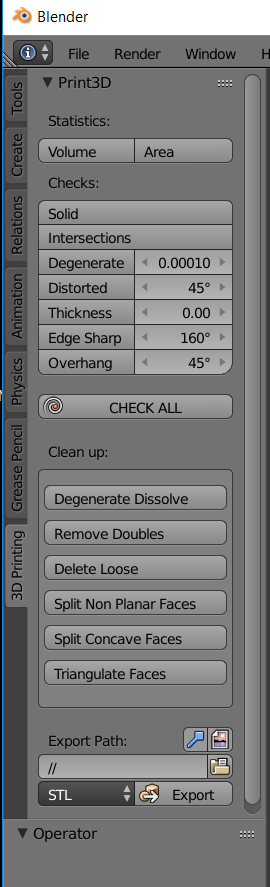 Blender
File Render Window H
Tools
Create
Relations
Animation
Physics
Grease Pencil
3D Printing
Print3D
Statistics:
Volume Area
Checks:
Solid
Intersections
Degenerate 0.00010
Distorted 45°
Thickness 0.00
Edge Sharp 160°
Overhang 45°
CHECK ALL
Clean up:
Degenerate Dissolve
Remove Doubles
Delete Loose
Split Non Planar Faces
Split Concave Faces
Triangulate Faces
Export Path:
//
STL Export
Operator